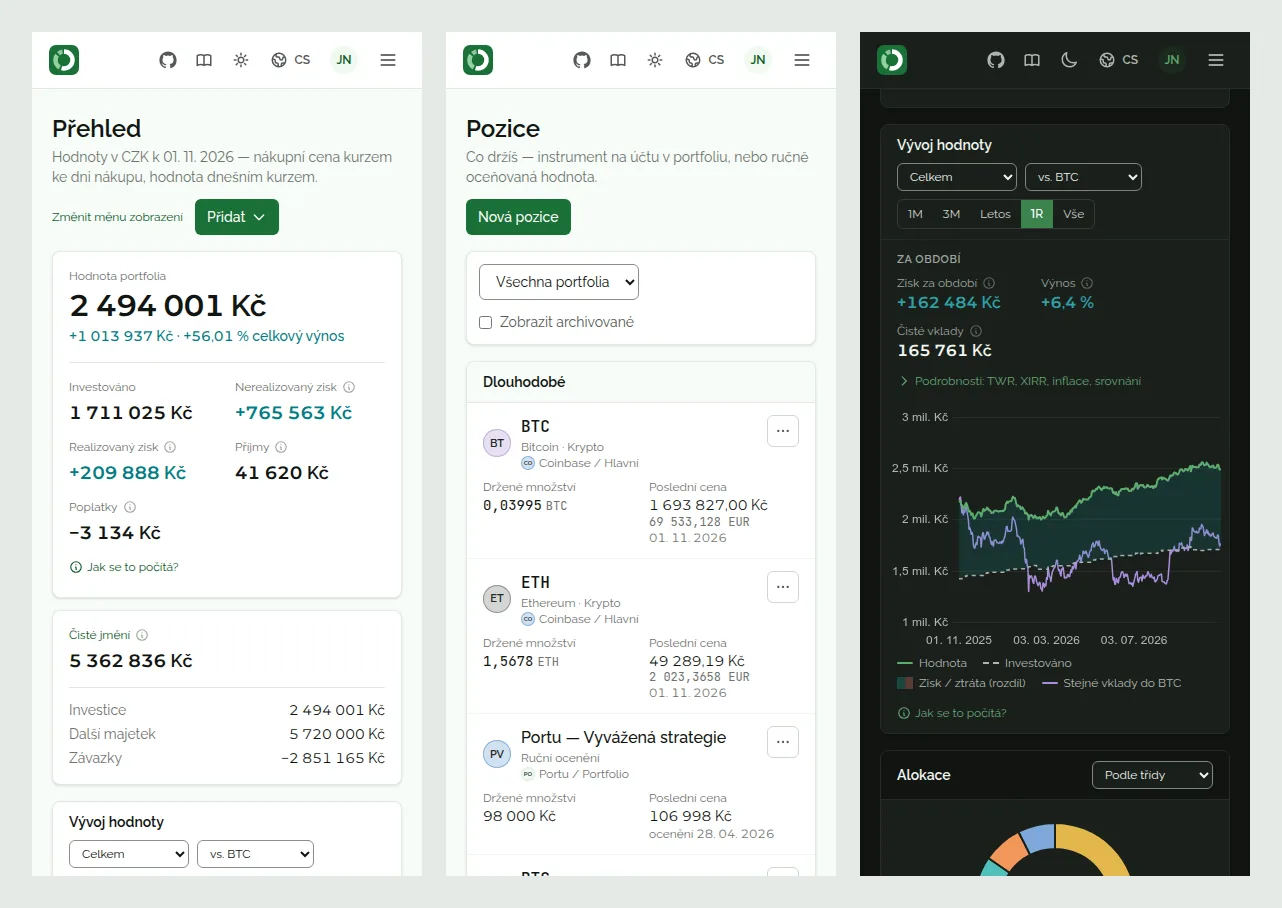 CS
JN
Přehled
Hodnoty v CZK k 01. 11. 2026 — nákupní cena kurzem
ke dni nákupu, hodnota dnešním kurzem.
Změnit měnu zobrazení
Přidat
Hodnota portfolia
2 494 001 Kč
+1 013 937 Kč · +56,01 % celkový výnos
Investováno
Nerealizovaný zisk
1 711 025 Kč
+765 563 Kč
Realizovaný zisk
Příjmy
+209 888 Kč
41 620 Kč
Poplatky
−3 134 Kč
Jak se to počítá?
Čisté jmění
5 362 836 Kč
Investice
2 494 001 Kč
Další majetek
5 720 000 Kč
Závazky
−2 851 165 Kč
Vývoj hodnoty
Celkem
vs. BTC
CS
JN
Pozice
Co držíš — instrument na účtu v portfoliu, nebo ručně
oceňovaná hodnota.
Nová pozice
Všechna portfolia
Zobrazit archivované
Dlouhodobé
BT
BTC
Bitcoin · Krypto
CO Coinbase / Hlavní
Držené množství
Poslední cena
0,03995 BTC
1 693 827,00 Kč
69 533,128 EUR
01. 11. 2026
ET
ETH
Ethereum · Krypto
CO Coinbase / Hlavní
Držené množství
Poslední cena
1,5678 ETH
49 289,19 Kč
2 023,3658 EUR
01. 11. 2026
PV
Portu — Vyvážená strategie
Ruční ocenění
PO Portu / Portfolio
Držené množství
Poslední cena
98 000 Kč
106 998 Kč
ocenění 28. 04. 2026
BTC
CS
JN
Vývoj hodnoty
Celkem
vs. BTC
1M
3M
Letos
1R
Vše
ZA OBDOBÍ
Zisk za období
Výnos
+162 484 Kč
+6,4 %
Čisté vklady
165 761 Kč
Podrobnosti: TWR, XIRR, inflace, srovnání
3 mil. Kč
2,5 mil. Kč
2 mil. Kč
1,5 mil. Kč
1 mil. Kč
01. 11. 2025
03. 03. 2026
03. 07. 2026
Hodnota
Investováno
Zisk / ztráta (rozdíl)
Stejné vklady do BTC
Jak se to počítá?
Alokace
Podle třídy